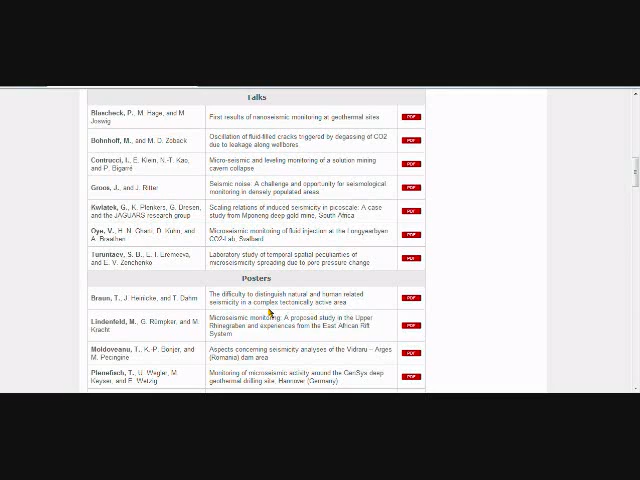 Talks
Blascheck, P., M. Hage, and M.
Joswig
First results of nanoseismic monitoring at geothermal sites
PDF
Bohnhoff, M., and M. D. Zoback
Oscillation of fluid-filled cracks triggered by degassing of CO2
due to leakage along wellbores.
PDF
Contrucci, I., E. Klein, N.-T. Kao,
and P. Bigarré
Micro-seismic and leveling monitoring of a solution mining
cavern collapse
PDF
Groos, J., and J. Ritter
Seismic noise: A challenge and opportunity for seismological
monitoring in densely populated areas
PDF
Kwiatek, G., K. Plenkers, G. Dresen,
and the JAGUARS research group
Scaling relations of induced seismicity in picoscale: A case
study from Mponeng deep gold mine, South Africa
PDF
Oye, V., H. N. Gharti, D. Kuhn, and
A. Braathen
Microseismic monitoring of fluid injection at the Longyearbyen
CO2-Lab, Svalbard
PDF
Turuntaev, S. B., E. I. Eremeeva,
and E. V. Zenchenko
Laboratory study of temporal-spatial peculiarities of
microseismicity spreading due to pore pressure change
PDF
Posters
Braun, T., J. Heinicke, and T. Dahm
The difficulty to distinguish natural and human related
seismicity in a complex tectonically active area
PDF
Lindenfeld, M., G. Rümpker, and M.
Kracht
Microseismic monitoring: A proposed study in the Upper
Rhinegraben and experiences from the East African Rift
System
PDF
Moldoveanu, T., K.-P. Bonjer, and
M. Pecingine
Aspects concerning seismicity analyses of the Vidraru – Arges
(Romania) dam area
PDF
Plenefisch, T., U. Wegler, M.
Keyser, and E. Wetzig
Monitoring of microseismic activity around the GenSys deep
geothermal drilling site, Hannover (Germany)
PDF